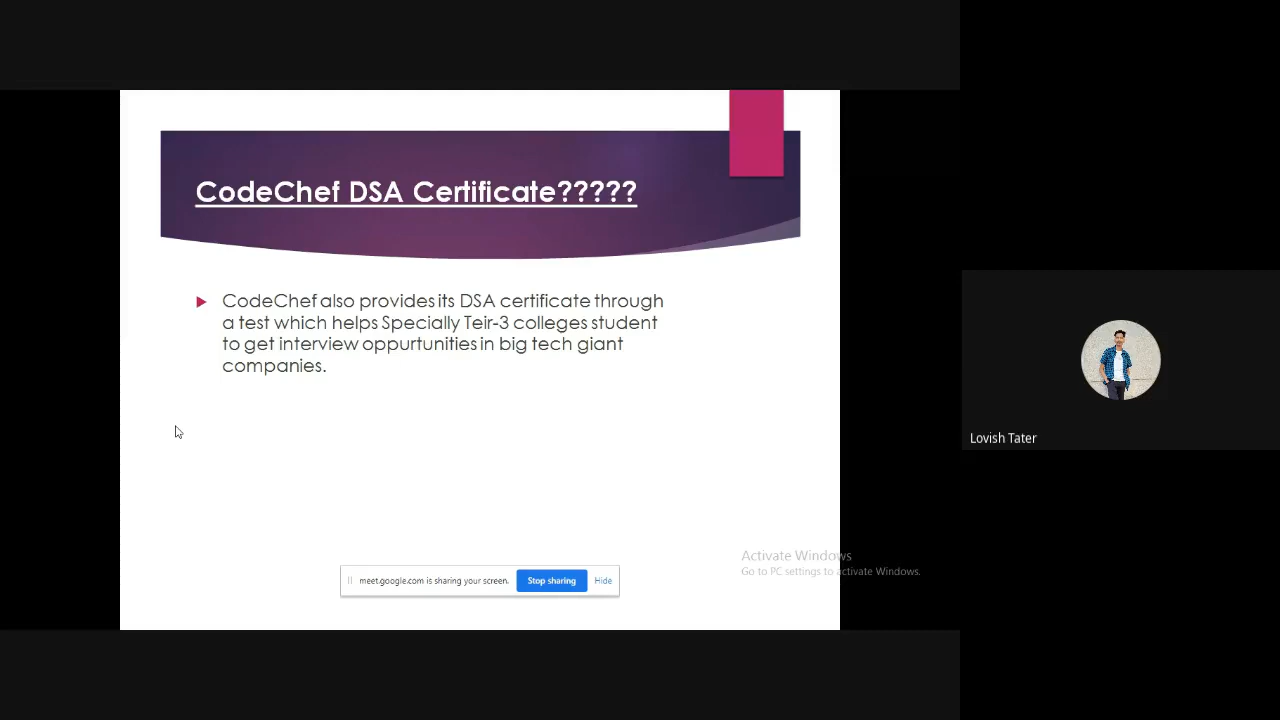 CodeChef DSA Certificate?????
CodeChef also provides its DSA certificate through
a test which helps Specially Teir-3 colleges student
to get interview oppurtunities in big tech giant
companies.
Lovish Tater
Activate Windows
Go to PC settings to activate Windows.
meet.google.com is sharing your screen. Stop sharing Hide